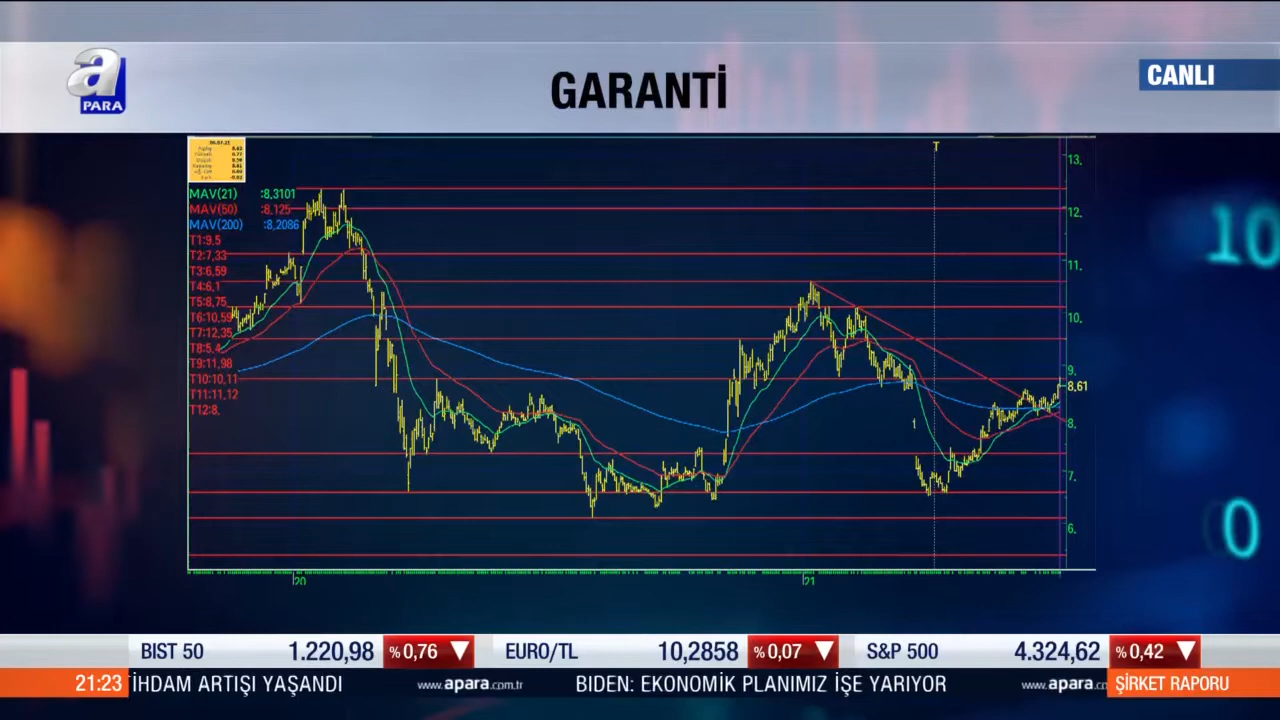 a
PARA
GARANTİ
CANLI
T
MAV(21) :8,3101
MAV(50) :8,125
MAV(200) :8,2086
T1:9.5
T2:7,33
T3:6,59
T4:6,1
T5:8,75
T6:10,59
T7:12,35
T8:5,4
T9:11,98
T10:10,11
T11:11,12
T12:8,
13.
12.
11.
10.
9.
8,61
8.
7.
6.
20
21
10
0
BIST 50 1.220,98 %0,76 EURO/TL 10,2858 %0,07 S&P 500 4.324,62 %0,42
21:23 İHDAM ARTIŞI YAŞANDI www.apara.com.tr BIDEN: EKONOMİK PLANIMIZ İŞE YARIYOR www.apara.co ŞİRKET RAPORU